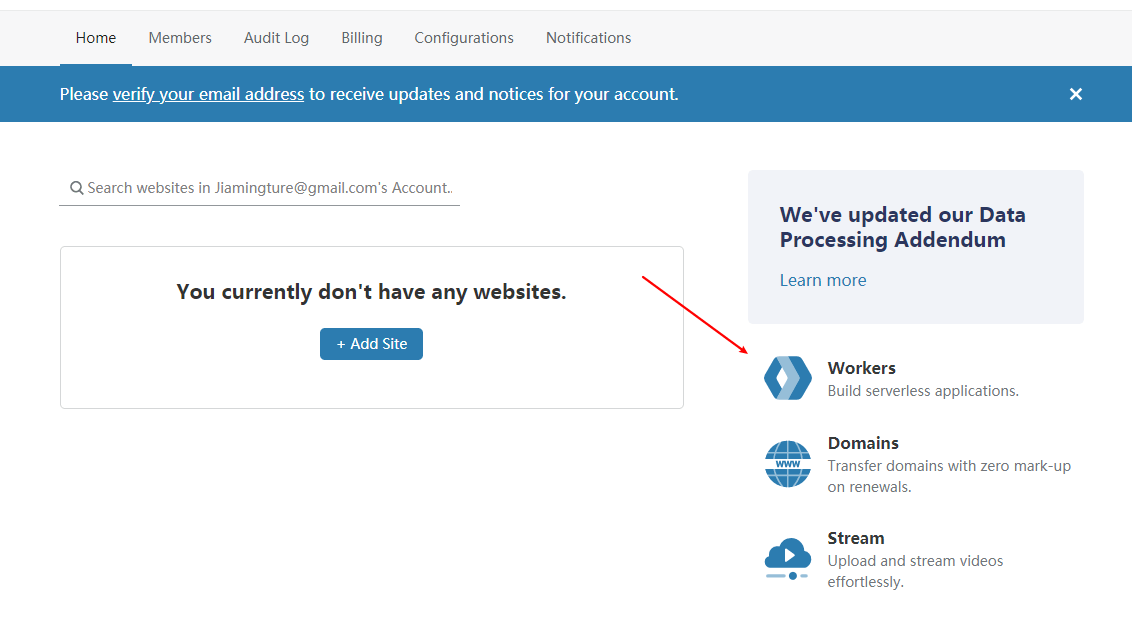 Home Members Audit Log Billing Configurations Notifications
Please verify your email address to receive updates and notices for your account. ×
Search websites in Jiamingture@gmail.com's Account..
You currently don't have any websites.
+ Add Site
We've updated our Data
Processing Addendum
Learn more
Workers
Build serverless applications.
WWW
Domains
Transfer domains with zero mark-up
on renewals.
Stream
Upload and stream videos
effortlessly.